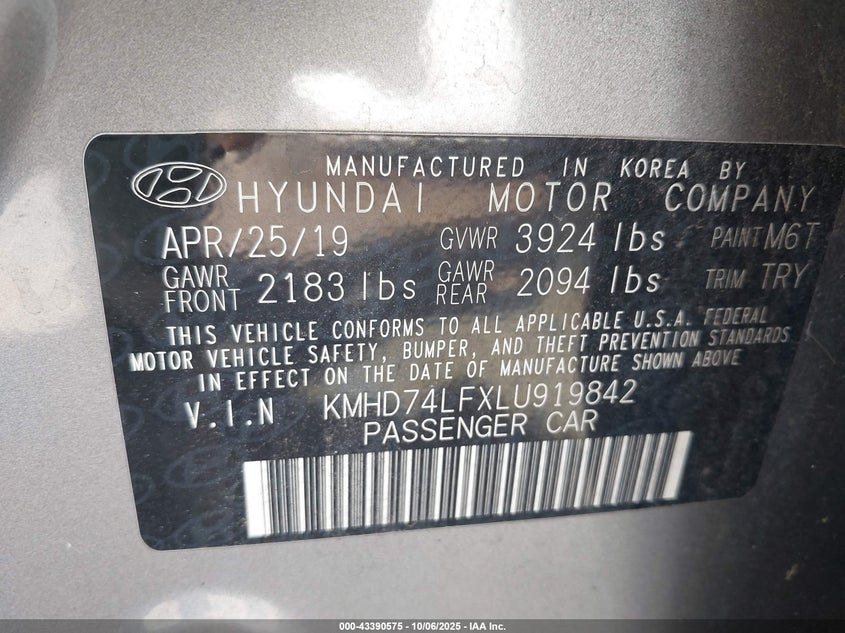 MANUFACTURED IN KOREA BY
HYUNDAI MOTOR COMPANY
APR/25/19 GVWR 3924 lbs PAINT M6T
GAWR FRONT 2183 lbs GAWR REAR 2094 lbs TRIM TRY
THIS VEHICLE CONFORMS TO ALL APPLICABLE U.S.A. FEDERAL
MOTOR VEHICLE SAFETY, BUMPER, AND THEFT PREVENTION STANDARDS
IN EFFECT ON THE DATE OF MANUFACTURE SHOWN ABOVE
V.I.N KMHD74LFXLU919842
PASSENGER CAR
000-43390575 - 10/06/2025 - IAA Inc.